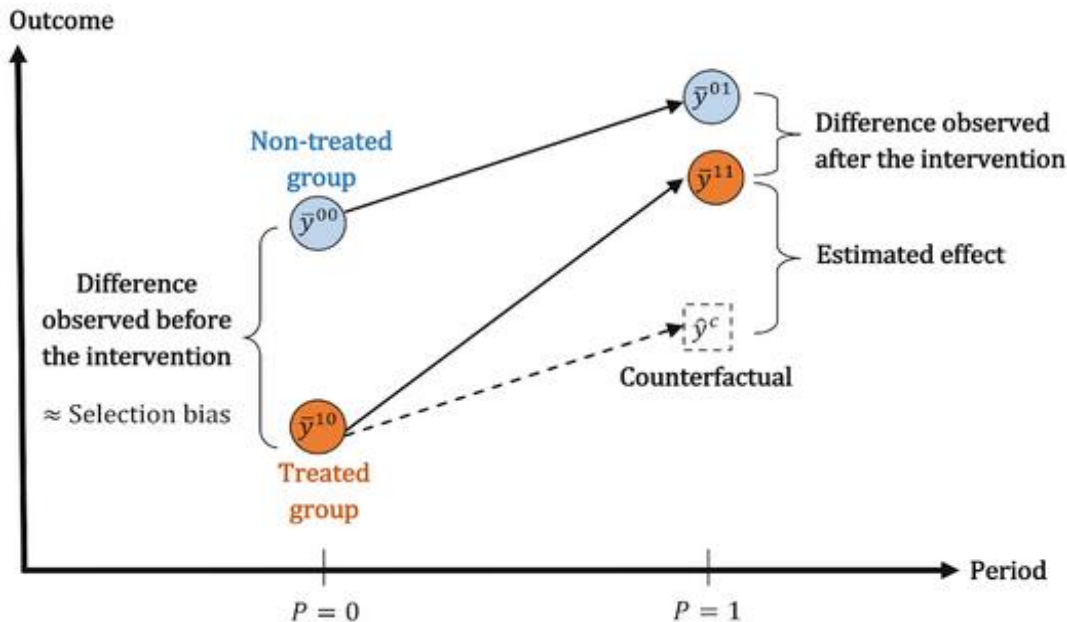 Outcome
ȳ⁰¹
Non-treated
group
Difference observed
after the intervention
ȳ¹¹
ȳ⁰⁰
Estimated effect
Difference
observed before
the intervention
ŷᶜ
Counterfactual
≈ Selection bias
ȳ¹⁰
Treated
group
Period
P = 0
P = 1